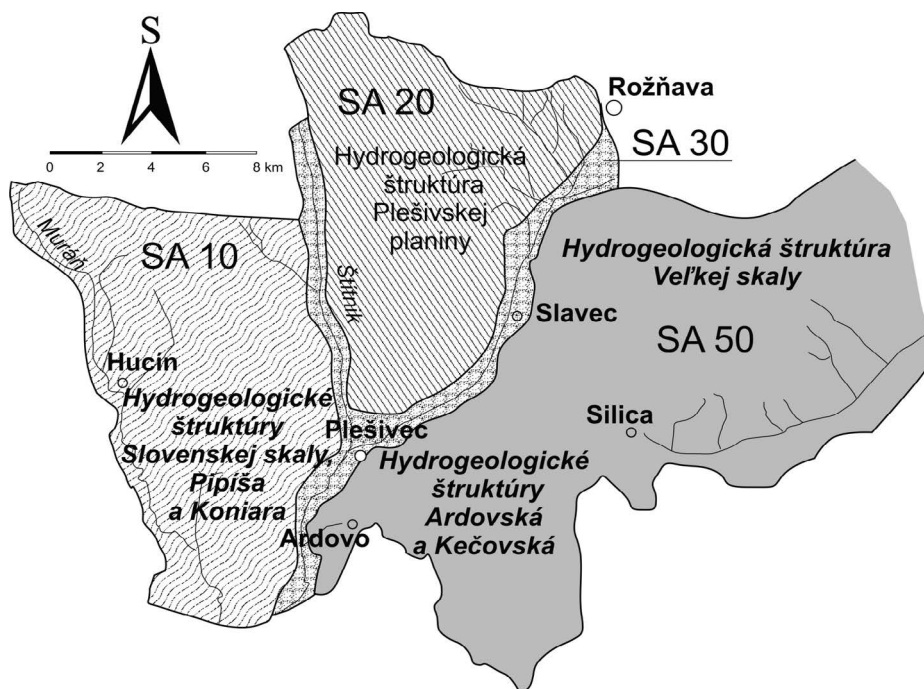 S
0 2 4 6 8 km
SA 20
Rožňava
SA 30
Hydrogeologická
štruktúra
Plešivskej
planiny
Muráň
SA 10
Štítnik
Hydrogeologická štruktúra
Veľkej skaly
Slavec
SA 50
Hucín
Hydrogeologické
štruktúry
Slovenskej skaly,
Pipíša
a Koniara
Plešivec
Silica
Hydrogeologické
štruktúry
Ardovská
a Kečovská
Ardovo